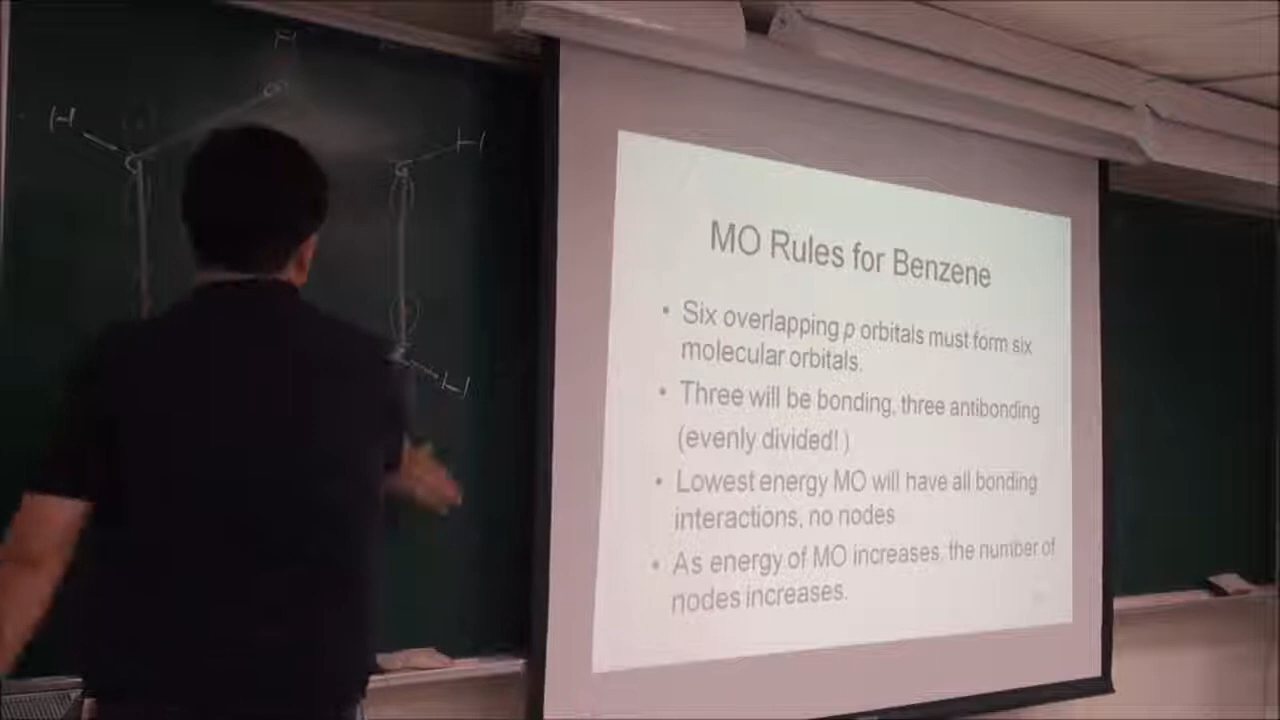 H
H
H
H
MO Rules for Benzene
• Six overlapping p orbitals must form six
molecular orbitals.
• Three will be bonding, three antibonding
(evenly divided! )
• Lowest energy MO will have all bonding
interactions, no nodes
• As energy of MO increases, the number of
nodes increases.